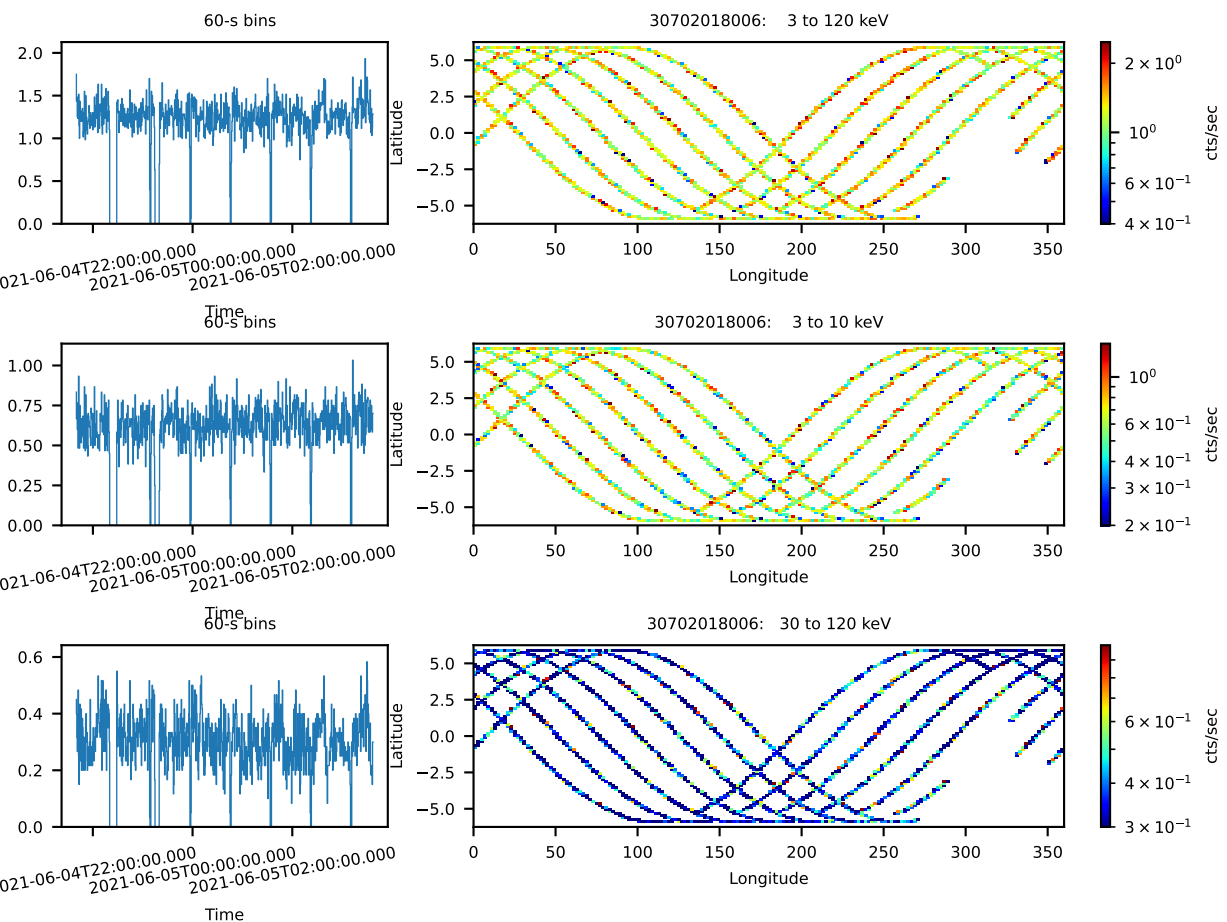 60-s bins
30702018006: 3 to 120 keV
2.0
1.5
1.0
0.5
0.0
Latitude
5.0
2.5
0.0
−2.5
−5.0
2 × 10⁰
10⁰
6 × 10⁻¹
4 × 10⁻¹
cts/sec
021-06-04T22:00:00.000
2021-06-05T00:00:00.000
2021-06-05T02:00:00.000
Time
0 50 100 150 200 250 300 350
Longitude
60-s bins
30702018006: 3 to 10 keV
1.00
0.75
0.50
0.25
0.00
Latitude
5.0
2.5
0.0
−2.5
−5.0
10⁰
6 × 10⁻¹
4 × 10⁻¹
3 × 10⁻¹
2 × 10⁻¹
cts/sec
021-06-04T22:00:00.000
2021-06-05T00:00:00.000
2021-06-05T02:00:00.000
Time
0 50 100 150 200 250 300 350
Longitude
60-s bins
30702018006: 30 to 120 keV
0.6
0.4
0.2
0.0
Latitude
5.0
2.5
0.0
−2.5
−5.0
6 × 10⁻¹
4 × 10⁻¹
3 × 10⁻¹
cts/sec
021-06-04T22:00:00.000
2021-06-05T00:00:00.000
2021-06-05T02:00:00.000
Time
0 50 100 150 200 250 300 350
Longitude